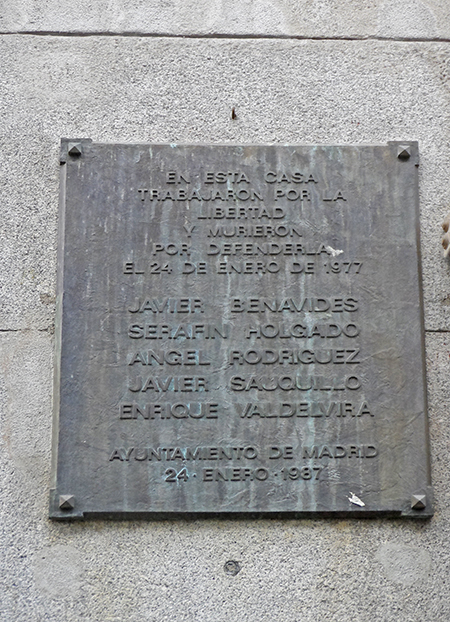 EN ESTA CASA
TRABAJARON POR LA
LIBERTAD
Y MURIERON
POR DEFENDERLA
EL 24 DE ENERO DE 1977
JAVIER BENAVIDES
SERAFIN HOLGADO
ANGEL RODRIGUEZ
JAVIER SAUQUILLO
ENRIQUE VALDELVIRA
AYUNTAMIENTO DE MADRID
24·ENERO·1987